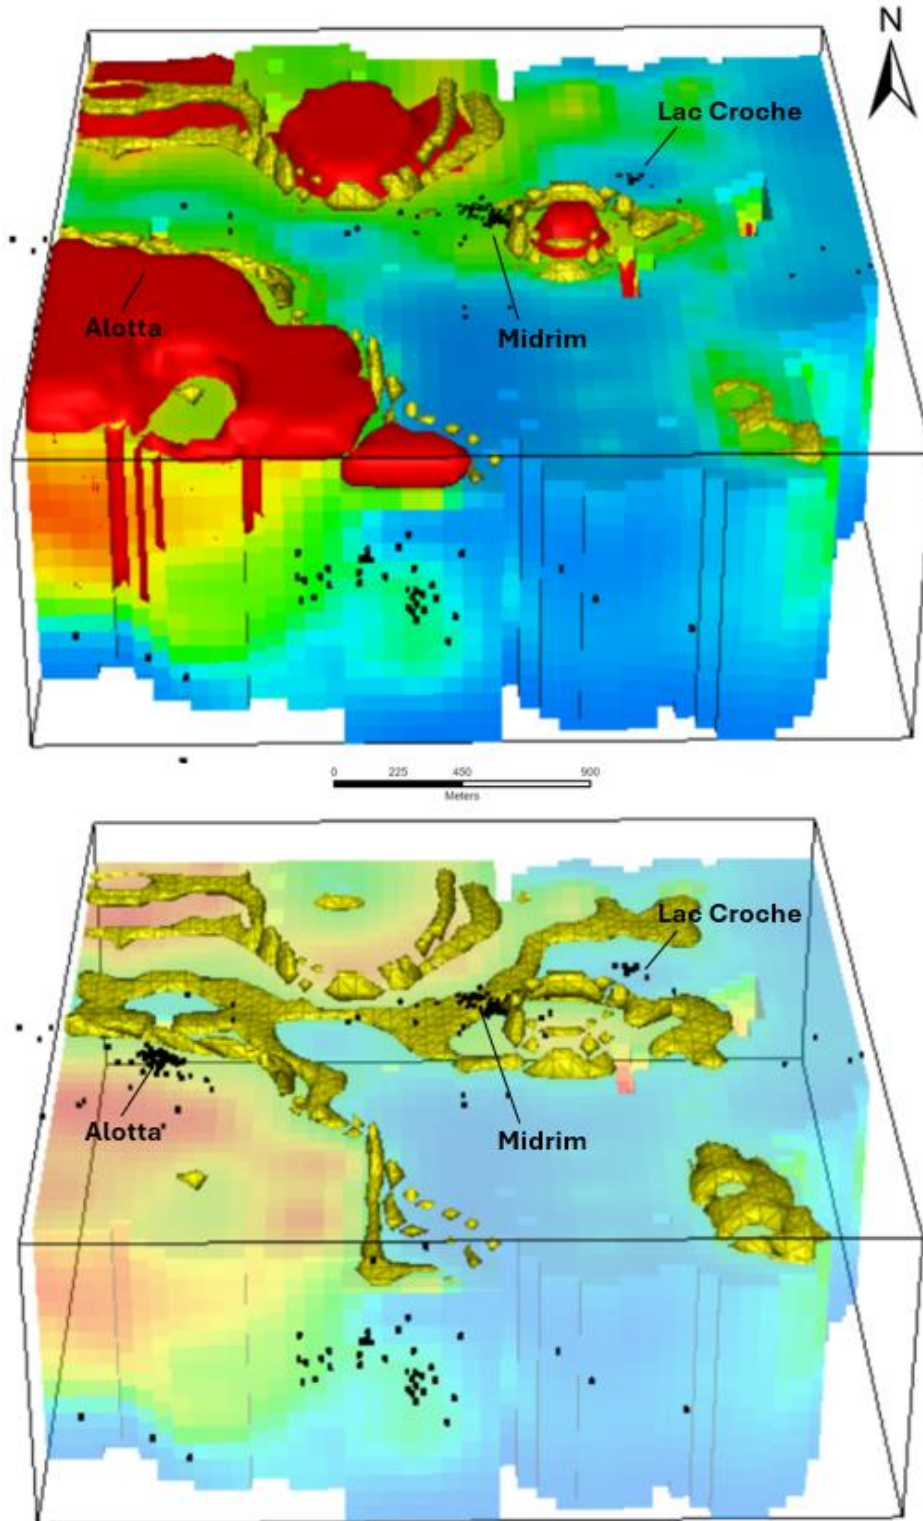 N
Lac Croche
Alotta
Midrim
0 225 450 900
Meters
Lac Croche
Alotta
Midrim